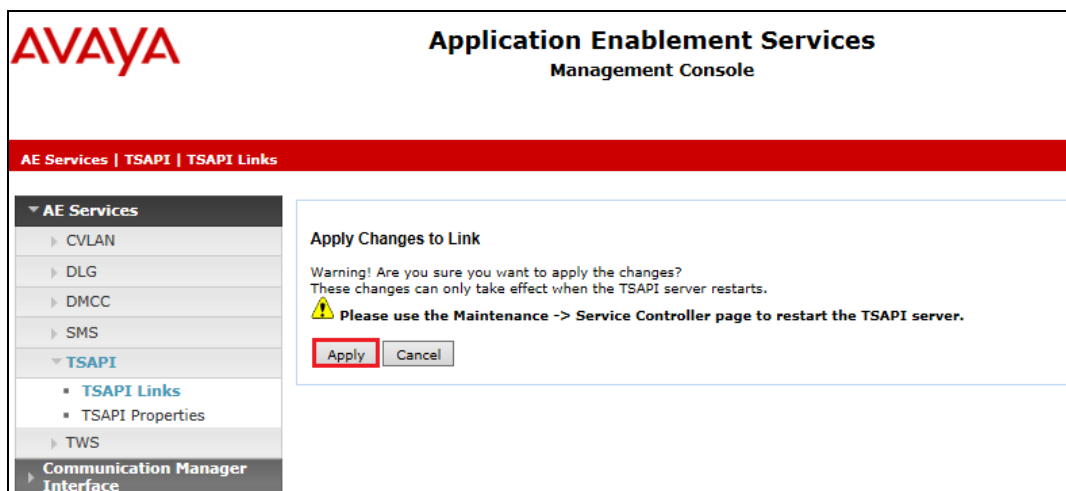 AVAYA
Application Enablement Services
Management Console
AE Services | TSAPI | TSAPI Links
AE Services
CVLAN
DLG
DMCC
SMS
TSAPI
TSAPI Links
TSAPI Properties
TWS
Communication Manager
Interface
Apply Changes to Link
Warning! Are you sure you want to apply the changes?
These changes can only take effect when the TSAPI server restarts.
Please use the Maintenance -> Service Controller page to restart the TSAPI server.
Apply
Cancel